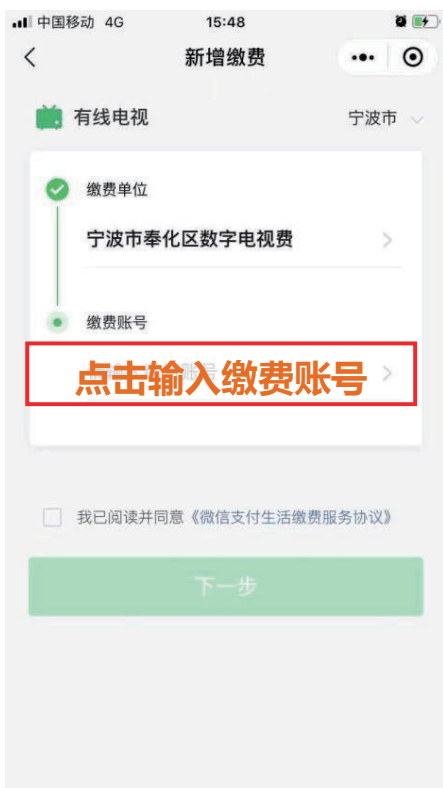 中国移动 4G 15:48
新增缴费
有线电视 宁波市
缴费单位
宁波市奉化区数字电视费
缴费账号
点击输入缴费账号
我已阅读并同意《微信支付生活缴费服务协议》
下一步